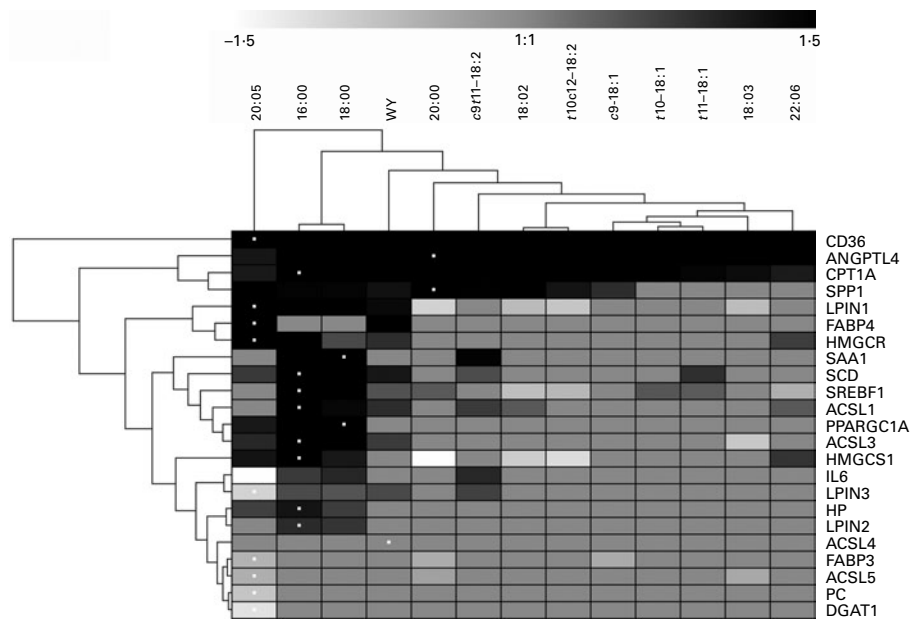 –1·5 1:1 1·5
20:05
16:00
18:00
WY
20:00
c9t11–18:2
18:02
t10c12–18:2
c9-18:1
t10–18:1
t11–18:1
18:03
22:06
CD36
ANGPTL4
CPT1A
SPP1
LPIN1
FABP4
HMGCR
SAA1
SCD
SREBF1
ACSL1
PPARGC1A
ACSL3
HMGCS1
IL6
LPIN3
HP
LPIN2
ACSL4
FABP3
ACSL5
PC
DGAT1